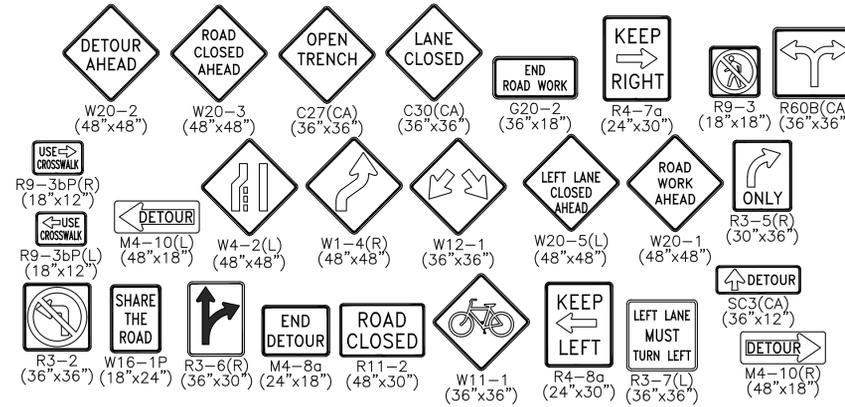 DETOUR
AHEAD
W20-2
(48"x48")
ROAD
CLOSED
AHEAD
W20-3
(48"x48")
OPEN
TRENCH
C27(CA)
(36"x36")
LANE
CLOSED
C30(CA)
(36"x36")
END
ROAD WORK
G20-2
(36"x18")
KEEP
RIGHT
R4-7a
(24"x30")
R9-3
(18"x18")
R60B(CA
(36"x36"
USE
CROSSWALK
R9-3bP(R)
(18"x12")
USE
CROSSWALK
R9-3bP(L)
(18"x12")
DETOUR
M4-10(L)
(48"x18")
W4-2(L)
(48"x48")
W1-4(R)
(48"x48")
W12-1
(36"x36")
LEFT LANE
CLOSED
AHEAD
W20-5(L)
(48"x48")
ROAD
WORK
AHEAD
W20-1
(48"x48")
ONLY
R3-5(R)
(30"x36")
R3-2
(36"x36")
SHARE
THE
ROAD
W16-1P
(18"x24")
R3-6(R)
(36"x30")
END
DETOUR
M4-8a
(24"x18")
ROAD
CLOSED
R11-2
(48"x30")
W11-1
(36"x36")
KEEP
LEFT
R4-8a
(24"x30")
LEFT LANE
MUST
TURN LEFT
R3-7(L)
(36"x36")
DETOUR
SC3(CA)
(36"x12")
DETOUR
M4-10(R)
(48"x18")